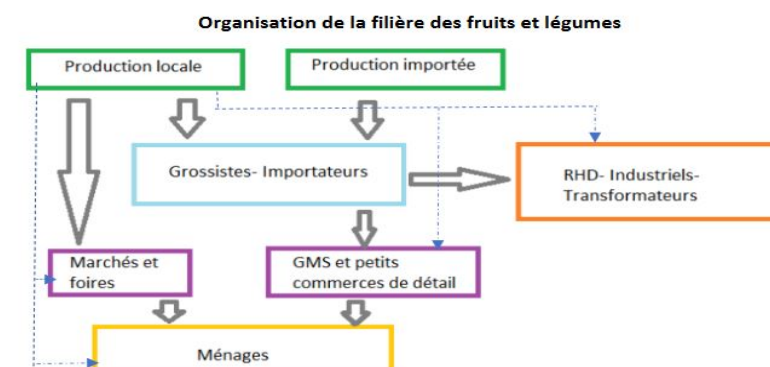 Organisation de la filière des fruits et légumes
Production locale
Production importée
Grossistes- Importateurs
RHD- Industriels-
Transformateurs
Marchés et
foires
GMS et petits
commerces de détail
Ménages